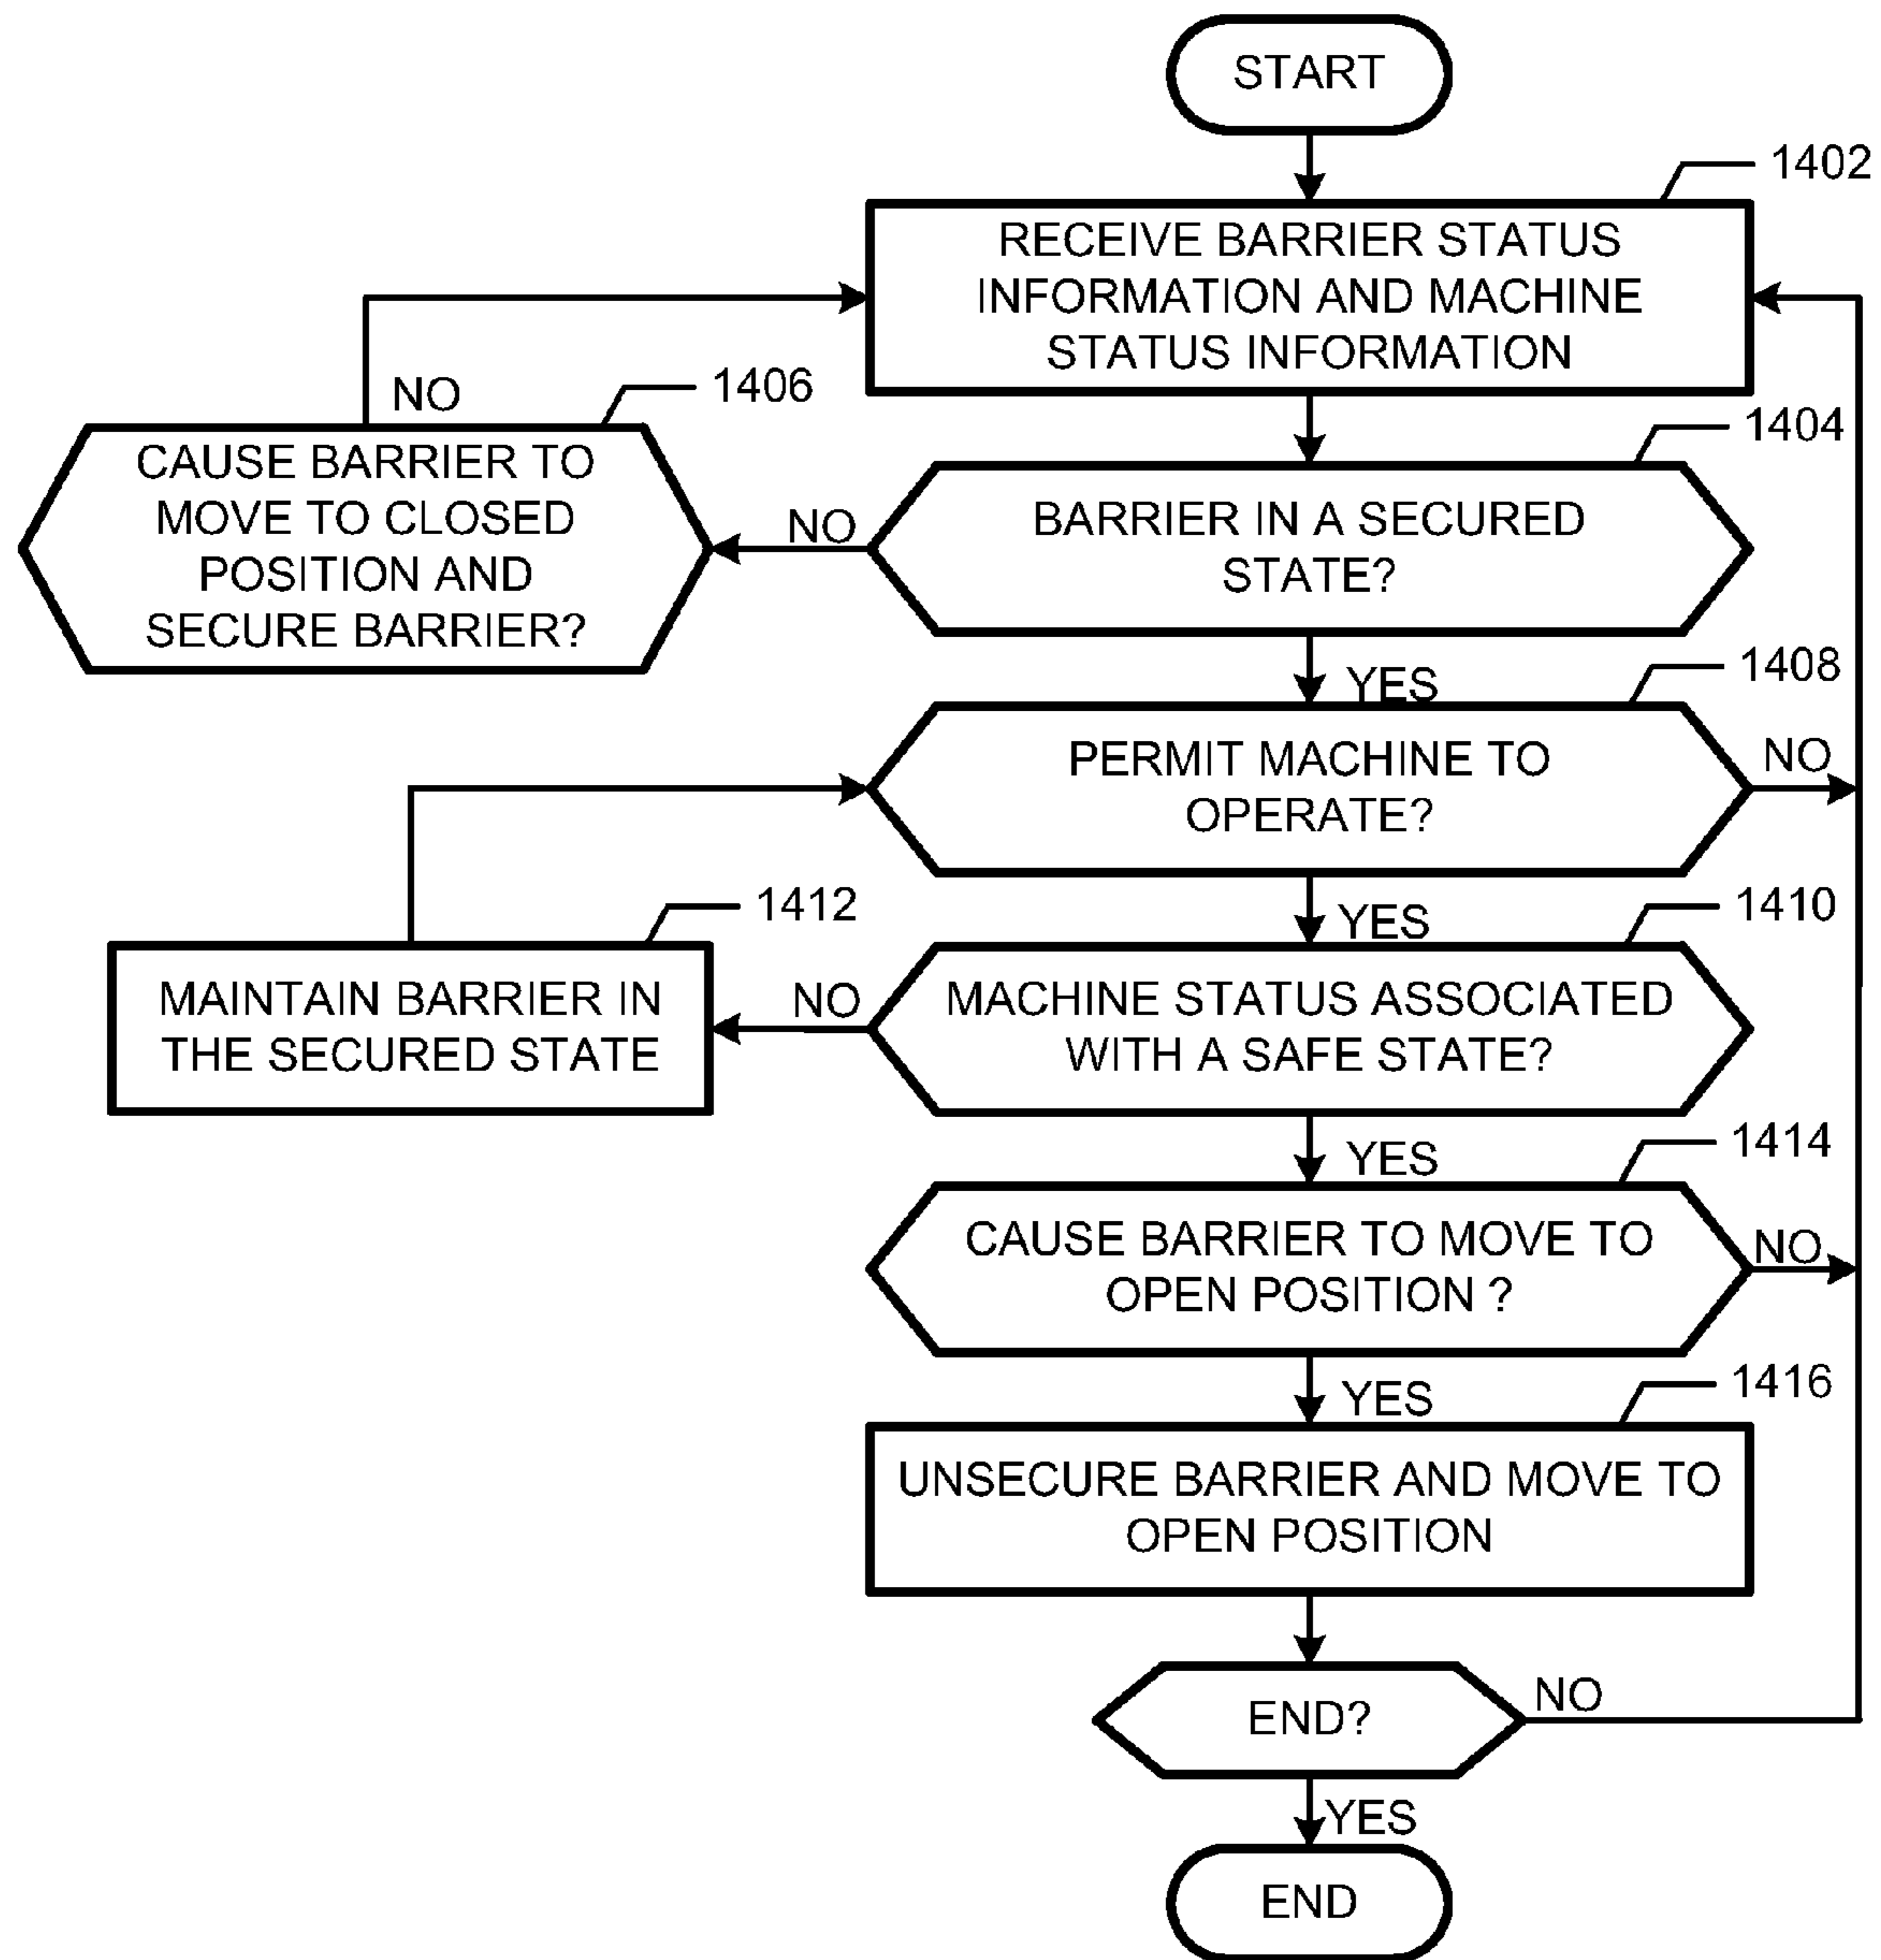 START
1402
RECEIVE BARRIER STATUS
INFORMATION AND MACHINE
STATUS INFORMATION
NO
1406
CAUSE BARRIER TO
MOVE TO CLOSED
POSITION AND
SECURE BARRIER?
1404
NO
BARRIER IN A SECURED
STATE?
YES
1408
PERMIT MACHINE TO
OPERATE?
NO
YES
1410
1412
MAINTAIN BARRIER IN
THE SECURED STATE
NO
MACHINE STATUS ASSOCIATED
WITH A SAFE STATE?
YES
1414
CAUSE BARRIER TO MOVE TO
OPEN POSITION ?
NO
YES
1416
UNSECURE BARRIER AND MOVE TO
OPEN POSITION
END?
NO
YES
END